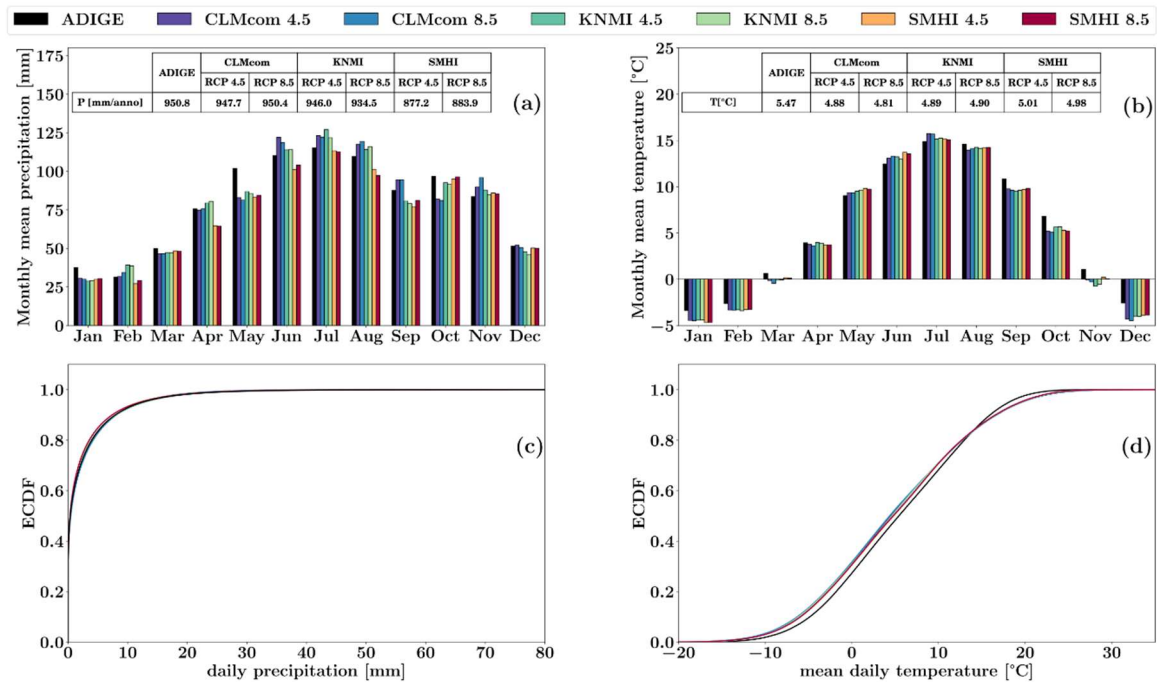 ADIGE CLMcom 4.5 CLMcom 8.5 KNMI 4.5 KNMI 8.5 SMHI 4.5 SMHI 8.5
Monthly mean precipitation [mm]
175
150
125
100
75
50
25
0
ADIGE CLMcom KNMI SMHI
RCP 4.5 RCP 8.5 RCP 4.5 RCP 8.5 RCP 4.5 RCP 8.5
P [mm/anno] 950.8 947.7 950.4 946.0 934.5 877.2 883.9
(a)
Jan Feb Mar Apr May Jun Jul Aug Sep Oct Nov Dec
Monthly mean temperature [°C]
25
20
15
10
5
0
−5
ADIGE CLMcom KNMI SMHI
RCP 4.5 RCP 8.5 RCP 4.5 RCP 8.5 RCP 4.5 RCP 8.5
T[°C] 5.47 4.88 4.81 4.89 4.90 5.01 4.98
(b)
Jan Feb Mar Apr May Jun Jul Aug Sep Oct Nov Dec
ECDF
1.0
0.8
0.6
0.4
0.2
0.0
(c)
0 10 20 30 40 50 60 70 80
daily precipitation [mm]
ECDF
1.0
0.8
0.6
0.4
0.2
0.0
(d)
−20 −10 0 10 20 30
mean daily temperature [°C]